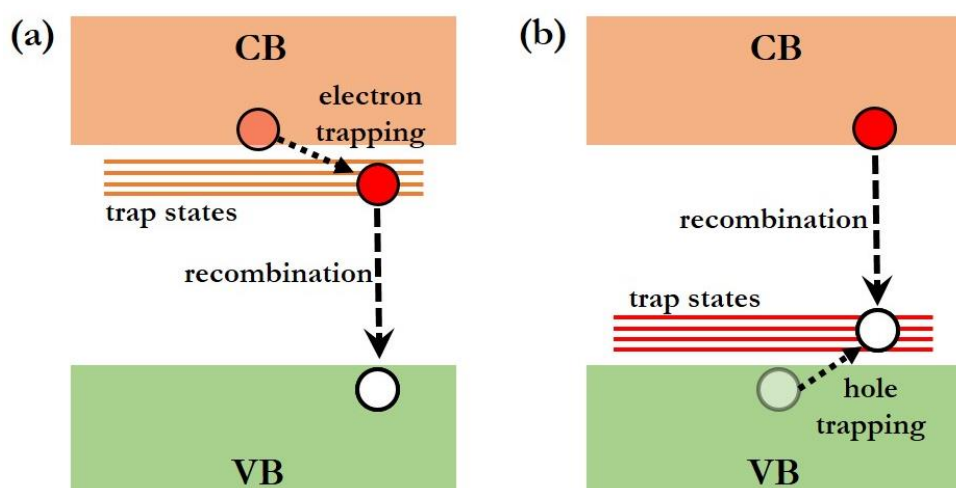 (a)
CB
electron
trapping
trap states
recombination
VB
(b)
CB
recombination
trap states
hole
trapping
VB